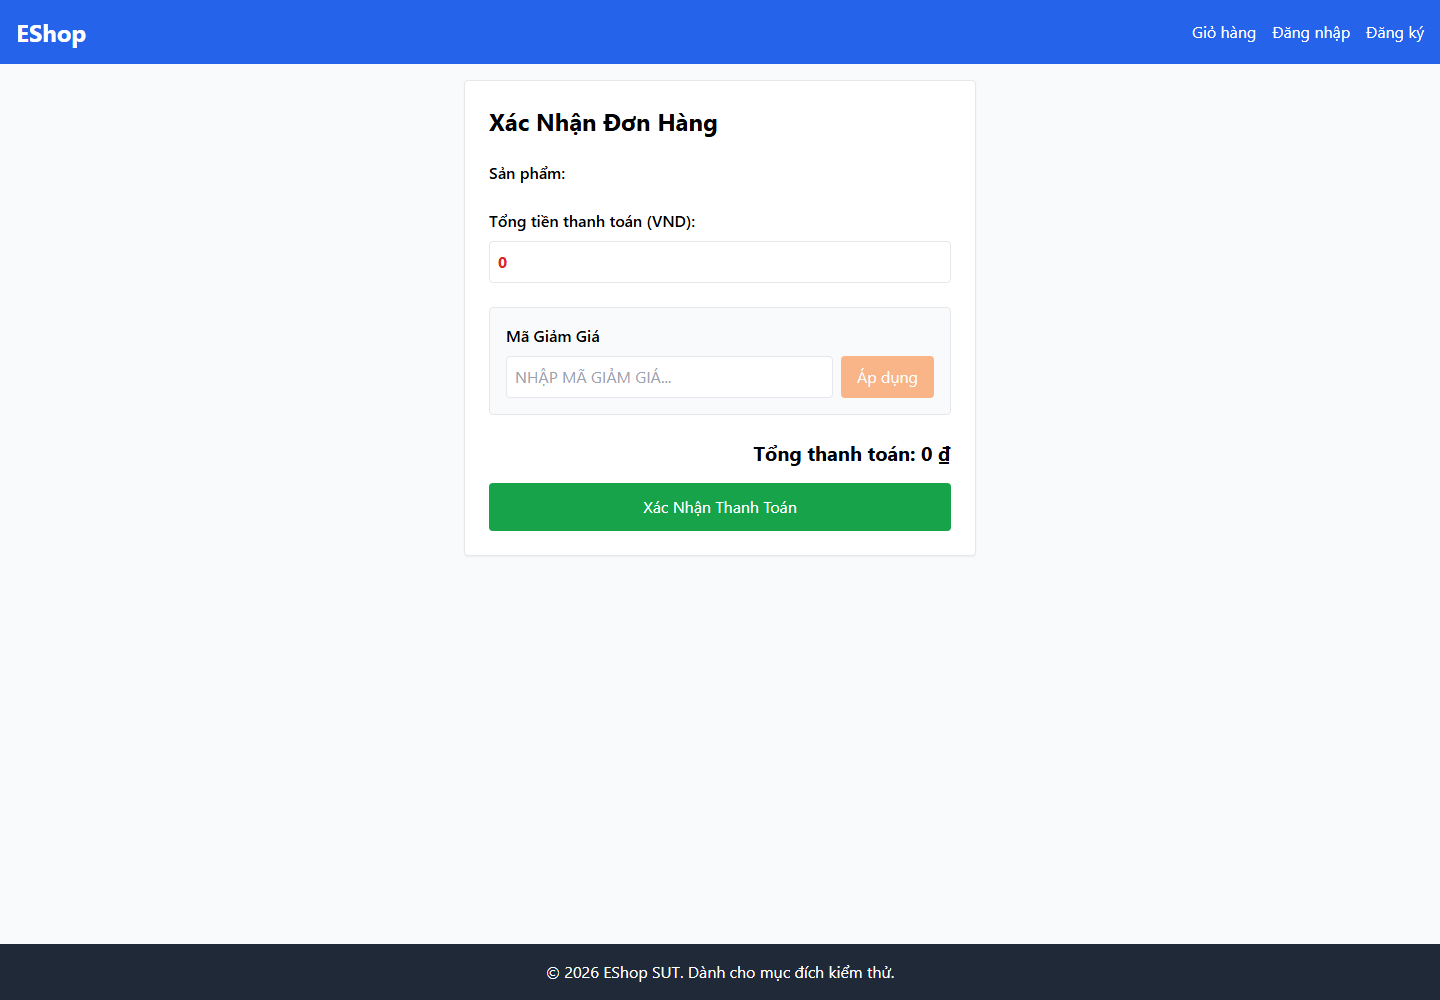 EShop
Giỏ hàng Đăng nhập Đăng ký
Xác Nhận Đơn Hàng
Sản phẩm:
Tổng tiền thanh toán (VND):
0
Mã Giảm Giá
NHẬP MÃ GIẢM GIÁ...
Áp dụng
Tổng thanh toán: 0 ₫
Xác Nhận Thanh Toán
© 2026 EShop SUT. Dành cho mục đích kiểm thử.